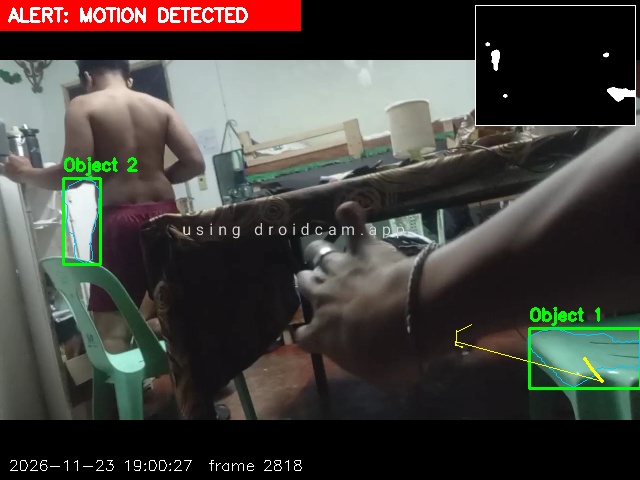 ALERT: MOTION DETECTED
Object 2
using droidcam.app
Object 1
2026-11-23 19:00:27 frame 2818